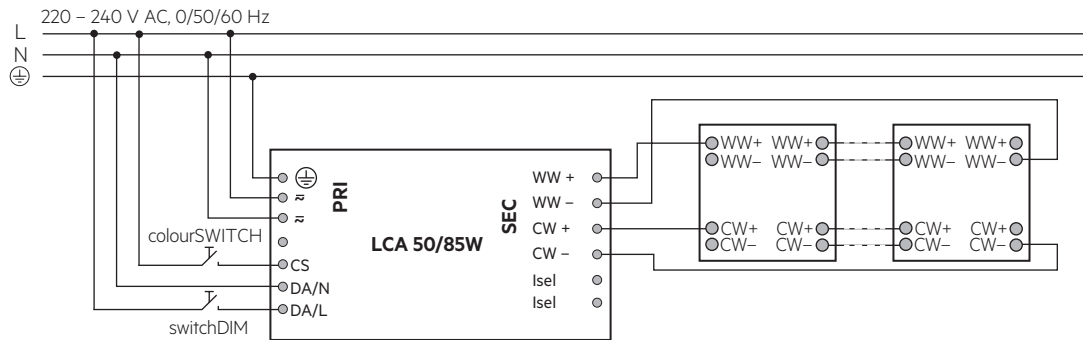 220 – 240 V AC, 0/50/60 Hz
L
N
PRI
LCA 50/85W
SEC
colourSWITCH
CS
DA/N
DA/L
switchDIM
WW +
WW –
CW +
CW –
Isel
Isel
WW+ WW+
WW– WW–
CW+ CW+
CW– CW–
WW+ WW+
WW– WW–
CW+ CW+
CW– CW–